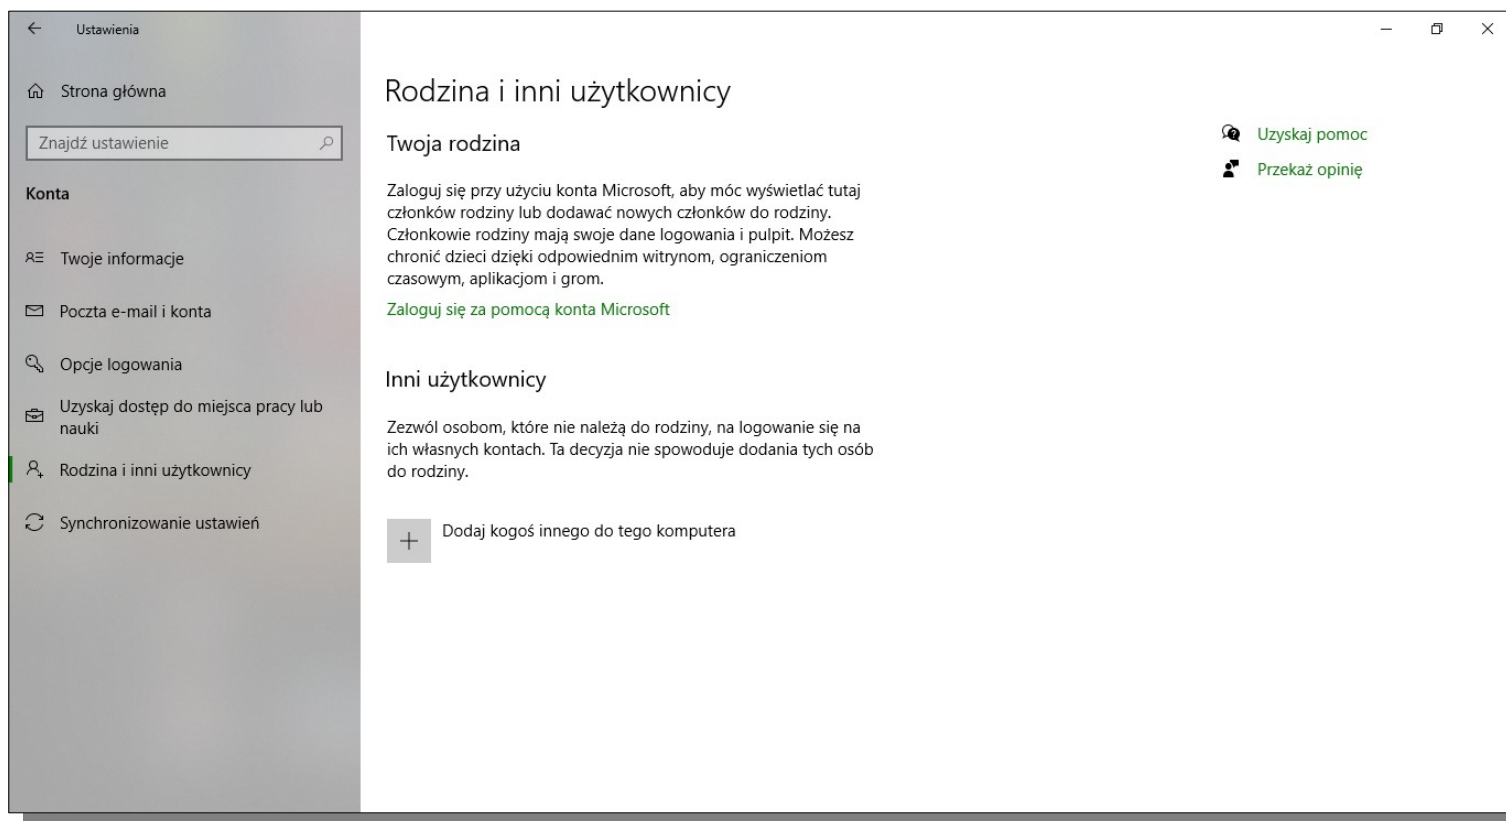 Ustawienia
Strona główna
Znajdź ustawienie
Konta
Twoje informacje
Poczta e-mail i konta
Opcje logowania
Uzyskaj dostęp do miejsca pracy lub
nauki
Rodzina i inni użytkownicy
Synchronizowanie ustawień
Rodzina i inni użytkownicy
Twoja rodzina
Zaloguj się przy użyciu konta Microsoft, aby móc wyświetlać tutaj
członków rodziny lub dodawać nowych członków do rodziny.
Członkowie rodziny mają swoje dane logowania i pulpit. Możesz
chronić dzieci dzięki odpowiednim witrynom, ograniczeniom
czasowym, aplikacjom i grom.
Zaloguj się za pomocą konta Microsoft
Inni użytkownicy
Zezwól osobom, które nie należą do rodziny, na logowanie się na
ich własnych kontach. Ta decyzja nie spowoduje dodania tych osób
do rodziny.
Dodaj kogoś innego do tego komputera
Uzyskaj pomoc
Przekaż opinię